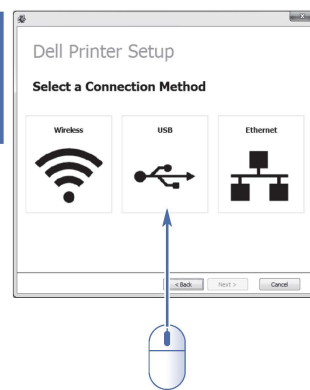 Dell Printer Setup
Select a Connection Method
Wireless USB Ethernet
< Back Next > Cancel